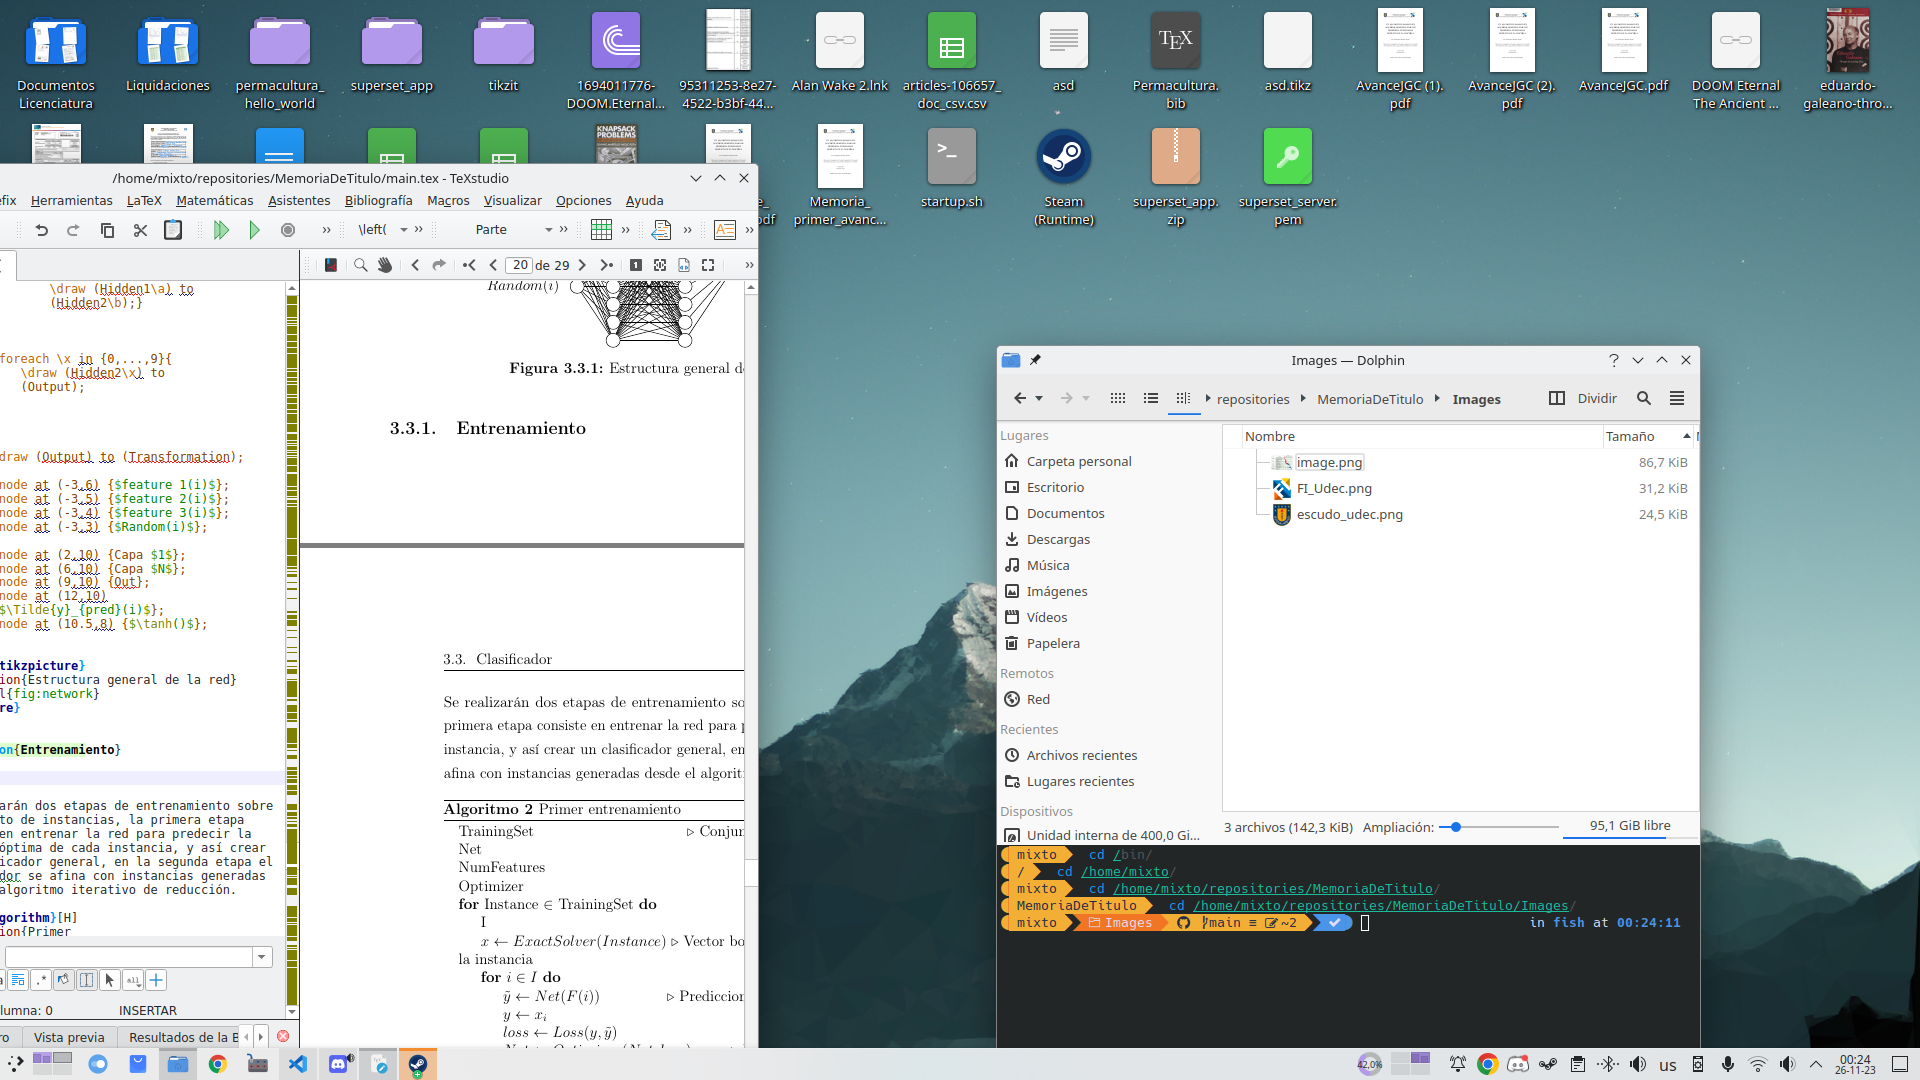 Documentos
Licenciatura
Liquidaciones
permacultura_
hello_world
superset_app
tikzit
1694011776-
DOOM.Eternal...
95311253-8e27-
4522-b3bf-44...
Alan Wake 2.lnk
articles-106657_
doc_csv.csv
asd
TEX
Permacultura.
bib
asd.tikz
AvanceJGC (1).
pdf
AvanceJGC (2).
pdf
AvanceJGC.pdf
DOOM Eternal
The Ancient ...
eduardo-
galeano-thro...
KNAPSACK
PROBLEMS
Memoria_
primer_avanc...
startup.sh
Steam
(Runtime)
superset_app.
zip
superset_server.
pem
/home/mixto/repositories/MemoriaDeTitulo/main.tex - TeXstudio
efix Herramientas LaTeX Matemáticas Asistentes Bibliografía Macros Visualizar Opciones Ayuda
\left( Parte
20 de 29
\draw (Hidden1\a) to
(Hidden2\b);}
foreach \x in {0,...,9}{
\draw (Hidden2\x) to
(Output);
draw (Output) to (Transformation);
node at (-3,6) {$feature 1(i)$};
node at (-3,5) {$feature 2(i)$};
node at (-3,4) {$feature 3(i)$};
node at (-3,3) {$Random(i)$};
node at (2,10) {Capa $1$};
node at (6,10) {Capa $N$};
node at (9,10) {Out};
node at (12,10)
$\Tilde{y}_{pred}(i)$};
node at (10.5,8) {$\tanh()$};
tikzpicture}
ion{Estructura general de la red}
l{fig:network}
re}
on{Entrenamiento}
arán dos etapas de entrenamiento sobre
to de instancias, la primera etapa
en entrenar la red para predecir la
óptima de cada instancia, y así crear
icador general, en la segunda etapa el
dor se afina con instancias generadas
algoritmo iterativo de reducción.
gorithm}[H]
ion{Primer
lumna: 0 INSERTAR
ro Vista previa Resultados de la B
Random(i)
Figura 3.3.1: Estructura general d
3.3.1. Entrenamiento
3.3. Clasificador
Se realizarán dos etapas de entrenamiento so
primera etapa consiste en entrenar la red para p
instancia, y así crear un clasificador general, en
afina con instancias generadas desde el algorit
Algoritmo 2 Primer entrenamiento
TrainingSet ▷ Conjun
Net
NumFeatures
Optimizer
for Instance ∈ TrainingSet do
I
x ← ExactSolver(Instance) ▷ Vector bo
la instancia
for i ∈ I do
ỹ ← Net(F(i)) ▷ Prediccion
y ← xᵢ
loss ← Loss(y, ỹ)
Images — Dolphin
repositories MemoriaDeTitulo Images Dividir
Lugares
Carpeta personal
Escritorio
Documentos
Descargas
Música
Imágenes
Vídeos
Papelera
Remotos
Red
Recientes
Archivos recientes
Lugares recientes
Dispositivos
Unidad interna de 400,0 Gi...
Nombre Tamaño
image.png 86,7 KiB
FI_Udec.png 31,2 KiB
escudo_udec.png 24,5 KiB
3 archivos (142,3 KiB) Ampliación: 95,1 GiB libre
mixto cd /bin/
/ cd /home/mixto/
mixto cd /home/mixto/repositories/MemoriaDeTitulo/
MemoriaDeTitulo cd /home/mixto/repositories/MemoriaDeTitulo/Images/
mixto Images main ≡ ~2 in fish at 00:24:11
42,0% us 00:24
26-11-23